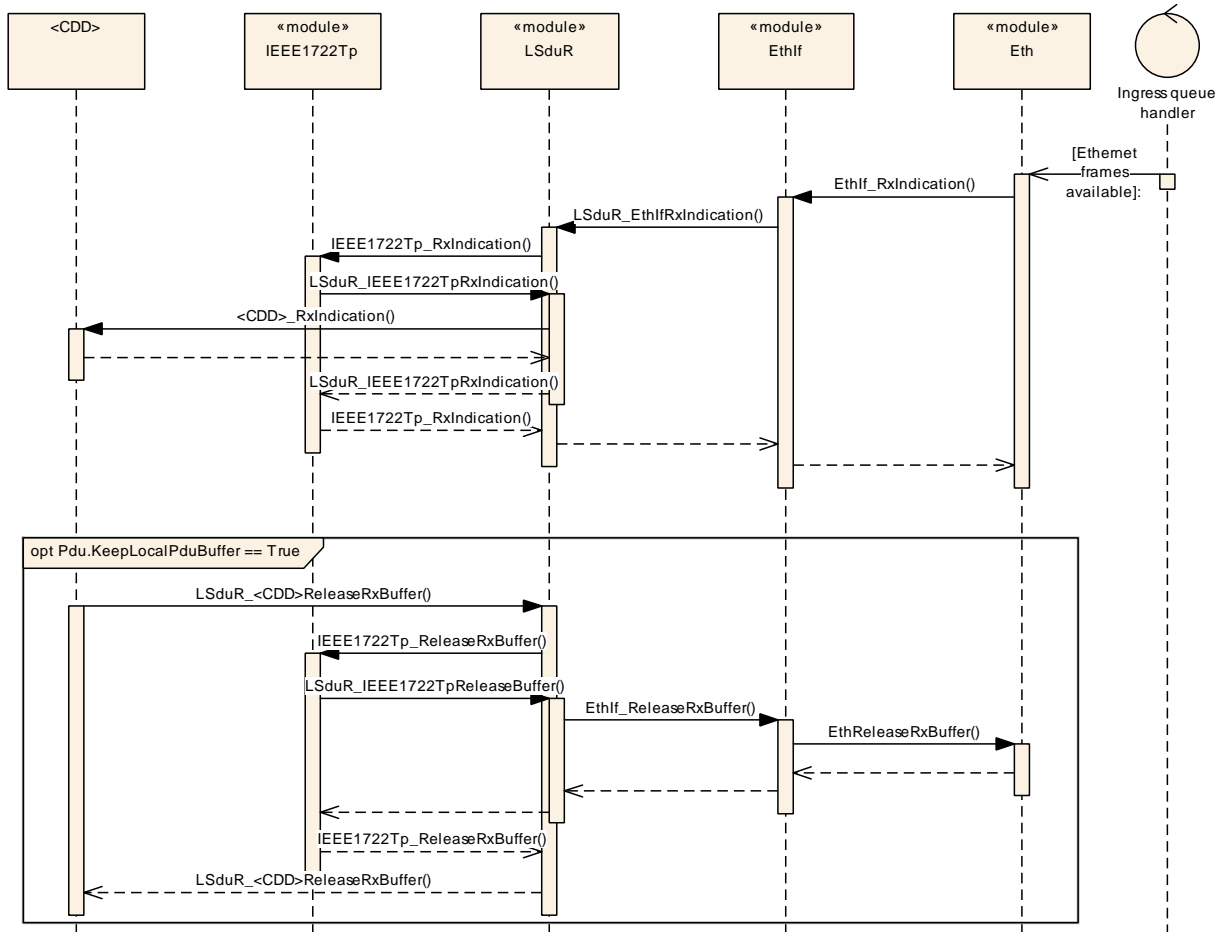 <CDD>
«module»
IEEE1722Tp
«module»
LSduR
«module»
EthIf
«module»
Eth
Ingress queue
handler
[Ethernet
frames
available]:
EthIf_RxIndication()
LSduR_EthIfRxIndication()
IEEE1722Tp_RxIndication()
LSduR_IEEE1722TpRxIndication()
<CDD>_RxIndication()
LSduR_IEEE1722TpRxIndication()
IEEE1722Tp_RxIndication()
opt Pdu.KeepLocalPduBuffer == True
LSduR_<CDD>ReleaseRxBuffer()
IEEE1722Tp_ReleaseRxBuffer()
LSduR_IEEE1722TpReleaseBuffer()
EthIf_ReleaseRxBuffer()
EthReleaseRxBuffer()
IEEE1722Tp_ReleaseRxBuffer()
LSduR_<CDD>ReleaseRxBuffer()